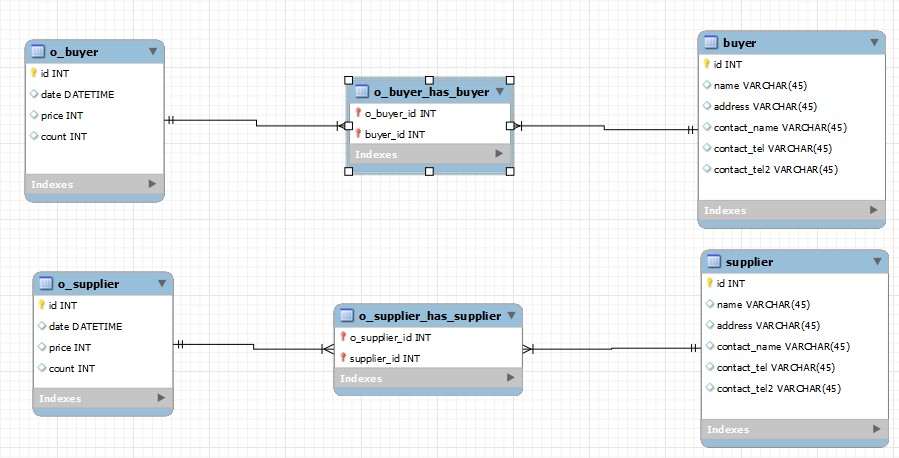 o_buyer
id INT
date DATETIME
price INT
count INT
Indexes
o_buyer_has_buyer
o_buyer_id INT
buyer_id INT
Indexes
buyer
id INT
name VARCHAR(45)
address VARCHAR(45)
contact_name VARCHAR(45)
contact_tel VARCHAR(45)
contact_tel2 VARCHAR(45)
Indexes
o_supplier
id INT
date DATETIME
price INT
count INT
Indexes
o_supplier_has_supplier
o_supplier_id INT
supplier_id INT
Indexes
supplier
id INT
name VARCHAR(45)
address VARCHAR(45)
contact_name VARCHAR(45)
contact_tel VARCHAR(45)
contact_tel2 VARCHAR(45)
Indexes